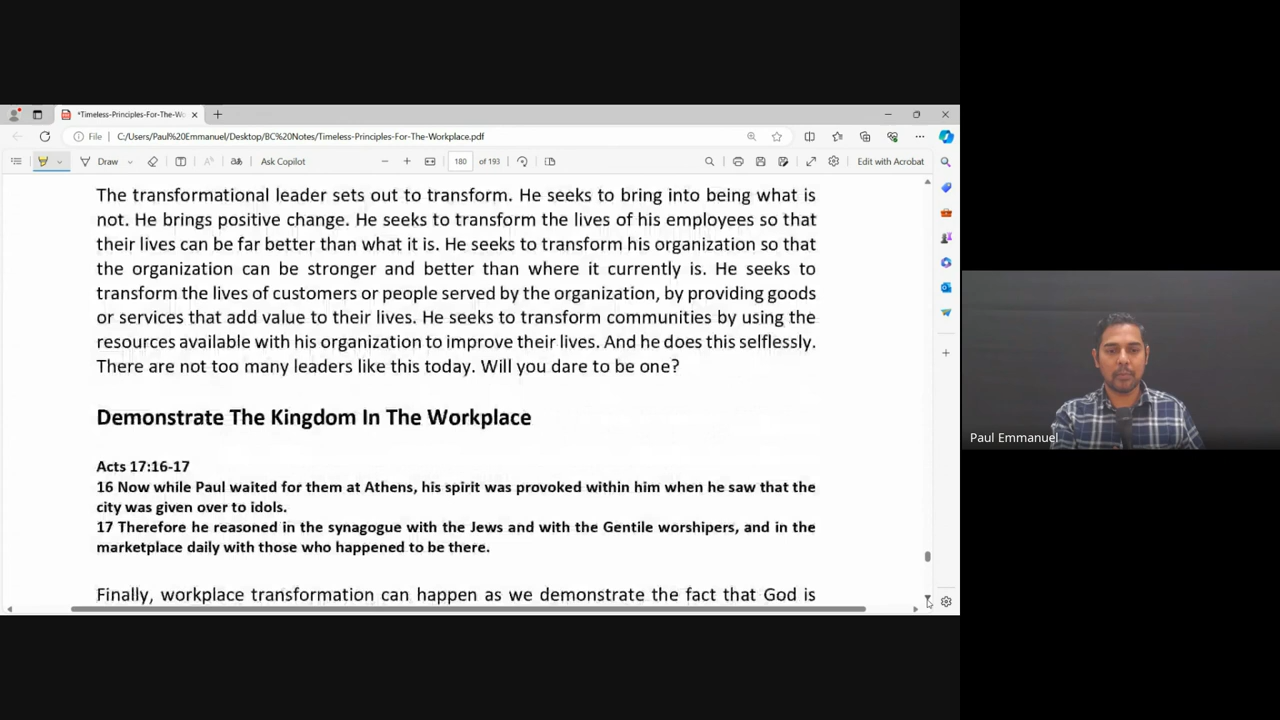 *Timeless-Principles-For-The-Wo
File
C:/Users/Paul%20Emmanuel/Desktop/BC%20Notes/Timeless-Principles-For-The-Workplace.pdf
Draw
Ask Copilot
180 of 193
Edit with Acrobat
The transformational leader sets out to transform. He seeks to bring into being what is
not. He brings positive change. He seeks to transform the lives of his employees so that
their lives can be far better than what it is. He seeks to transform his organization so that
the organization can be stronger and better than where it currently is. He seeks to
transform the lives of customers or people served by the organization, by providing goods
or services that add value to their lives. He seeks to transform communities by using the
resources available with his organization to improve their lives. And he does this selflessly.
There are not too many leaders like this today. Will you dare to be one?
Demonstrate The Kingdom In The Workplace
Acts 17:16-17
16 Now while Paul waited for them at Athens, his spirit was provoked within him when he saw that the
city was given over to idols.
17 Therefore he reasoned in the synagogue with the Jews and with the Gentile worshipers, and in the
marketplace daily with those who happened to be there.
Finally, workplace transformation can happen as we demonstrate the fact that God is
Paul Emmanuel